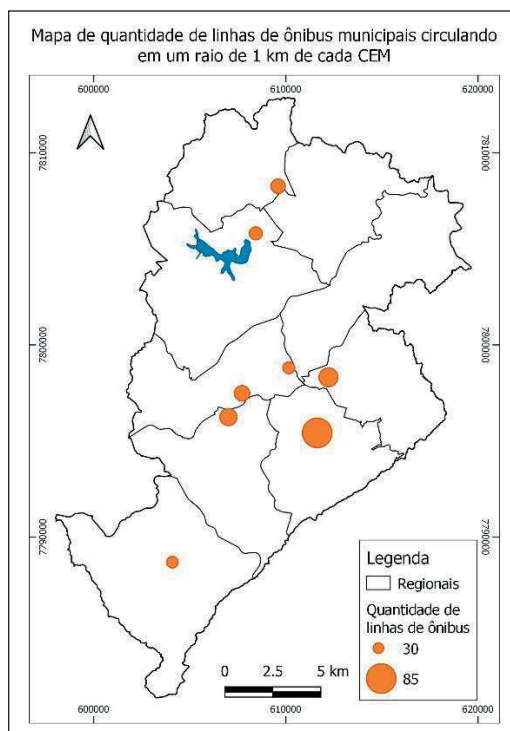 Mapa de quantidade de linhas de ônibus municipais circulando
em um raio de 1 km de cada CEM
600000
610000
620000
7810000
7810000
7800000
7800000
7790000
7790000
Legenda
Regionais
Quantidade de
linhas de ônibus
30
85
0 2.5 5 km
600000
610000
620000